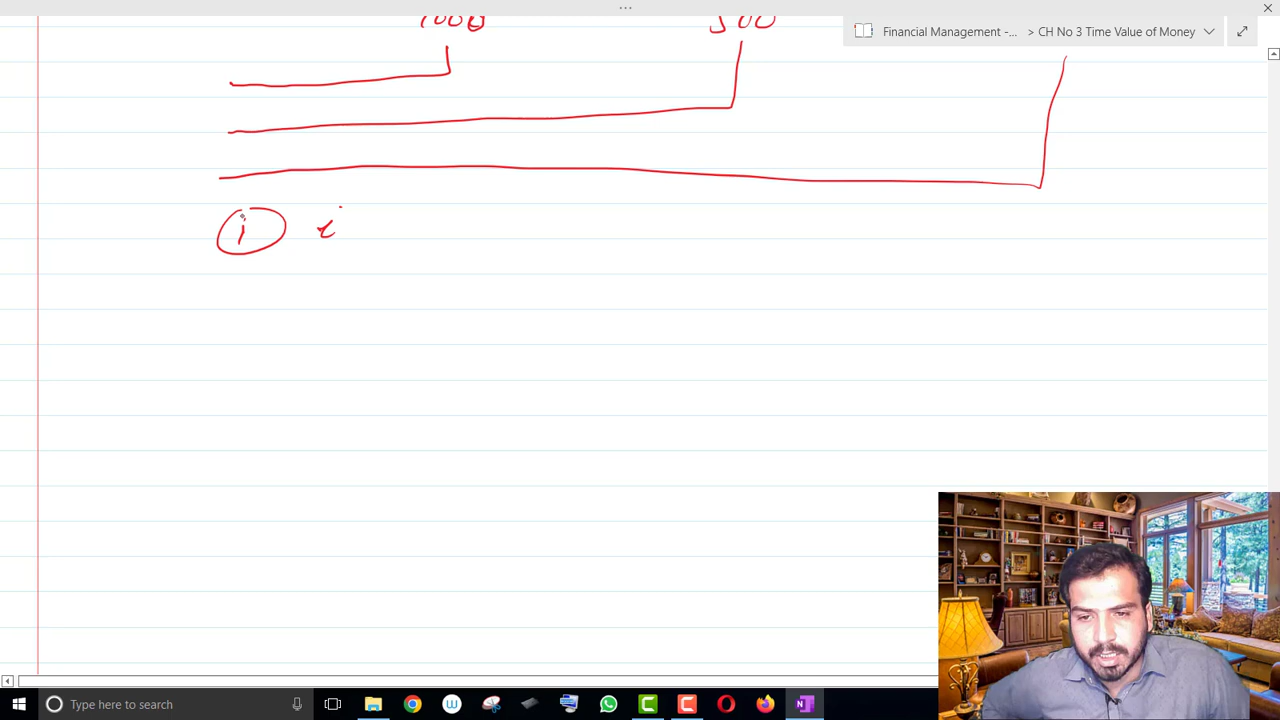 Financial Management -... > CH No 3 Time Value of Money
1000 500
i i
Type here to search